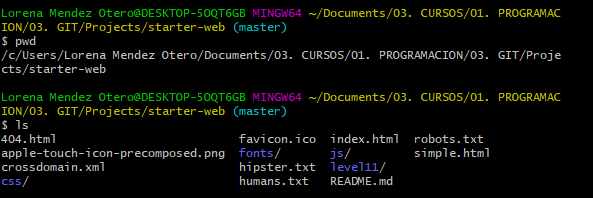 Lorena Mendez Otero@DESKTOP-5OQT6GB MINGW64 ~/Documents/03. CURSOS/01. PROGRAMAC
ION/03. GIT/Projects/starter-web (master)
$ pwd
/c/Users/Lorena Mendez Otero/Documents/03. CURSOS/01. PROGRAMACION/03. GIT/Proje
cts/starter-web
Lorena Mendez Otero@DESKTOP-5OQT6GB MINGW64 ~/Documents/03. CURSOS/01. PROGRAMAC
ION/03. GIT/Projects/starter-web (master)
$ ls
404.html favicon.ico index.html robots.txt
apple-touch-icon-precomposed.png fonts/ js/ simple.html
crossdomain.xml hipster.txt level11/
css/ humans.txt README.md